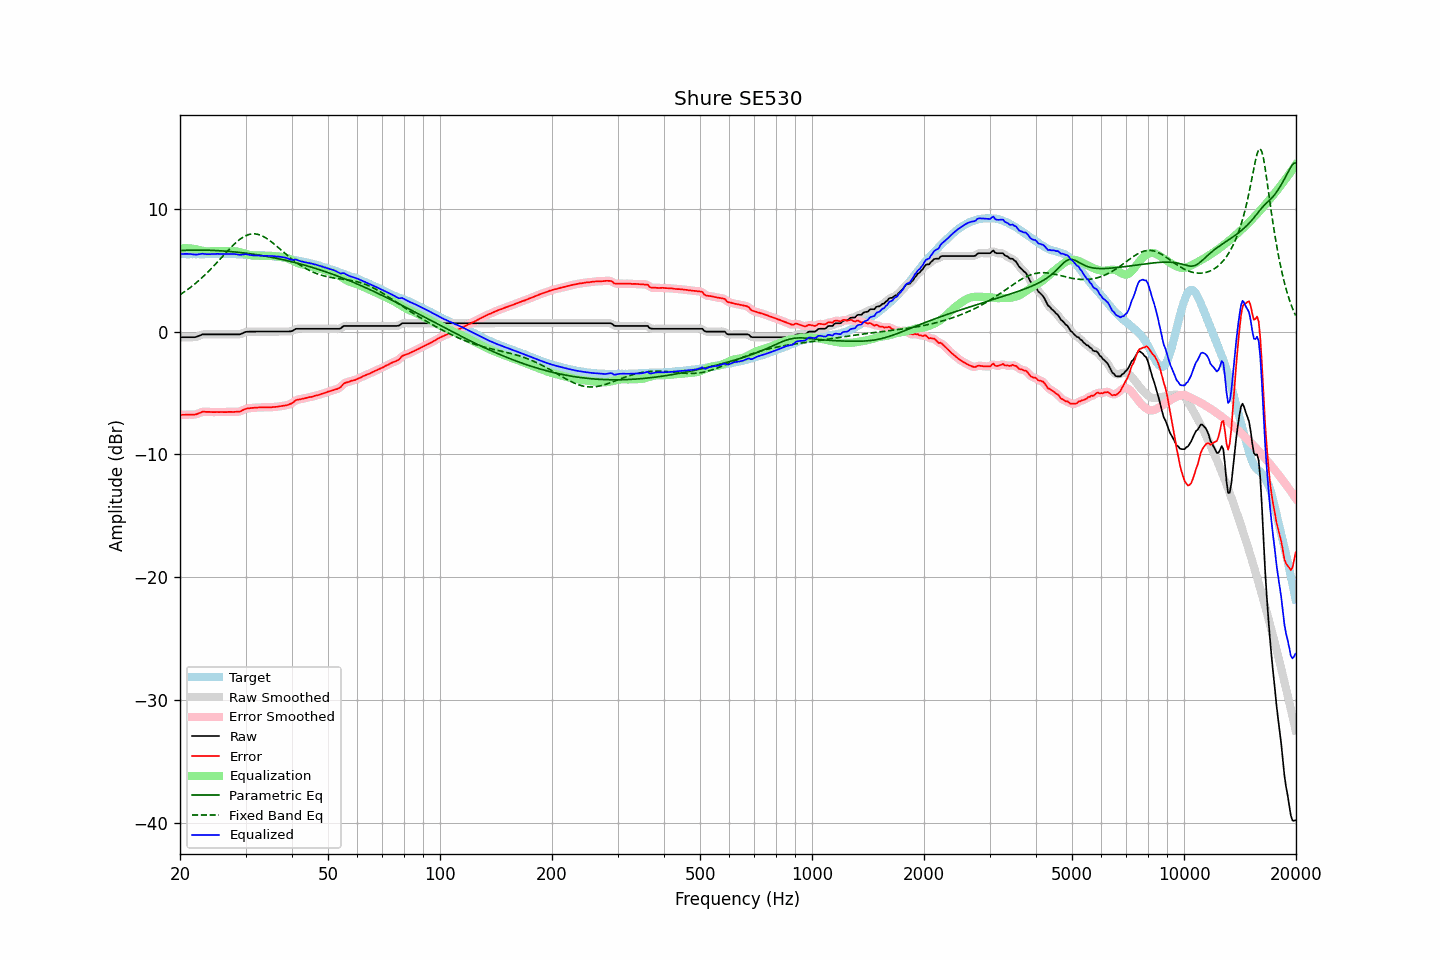 Shure SE530
Amplitude (dBr)
10
0
−10
−20
−30
−40
Target
Raw Smoothed
Error Smoothed
Raw
Error
Equalization
Parametric Eq
Fixed Band Eq
Equalized
20 50 100 200 500 1000 2000 5000 10000 20000
Frequency (Hz)